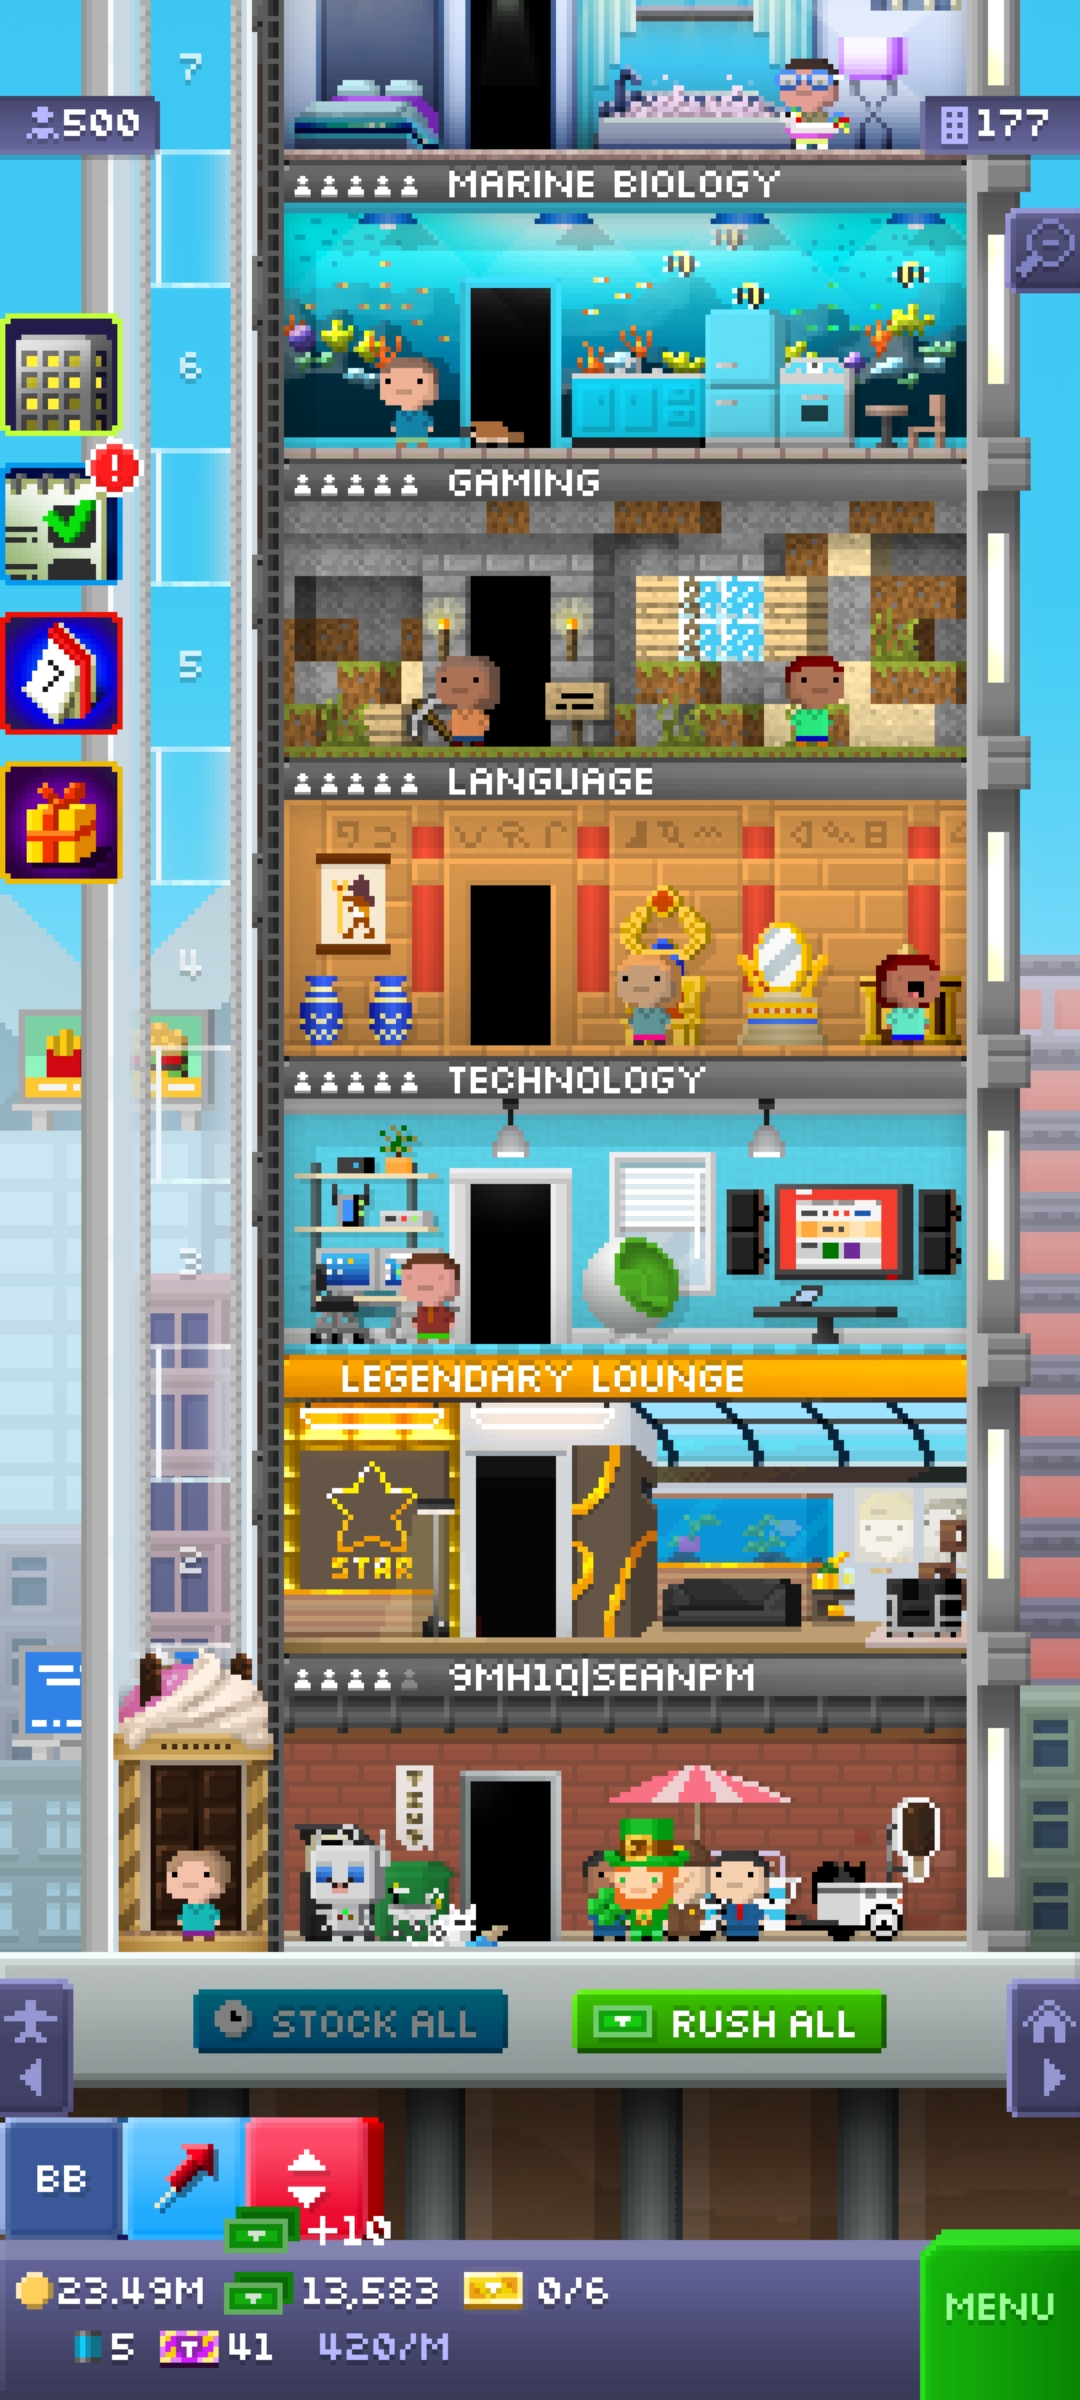 7
500
177
MARINE BIOLOGY
6
GAMING
5
LANGUAGE
4
TECHNOLOGY
3
LEGENDARY LOUNGE
STAR
2
9MH1Q|SEANPM
TINY
STOCK ALL
RUSH ALL
BB
+10
23.49M
13,583
0/6
MENU
5
41
420/M